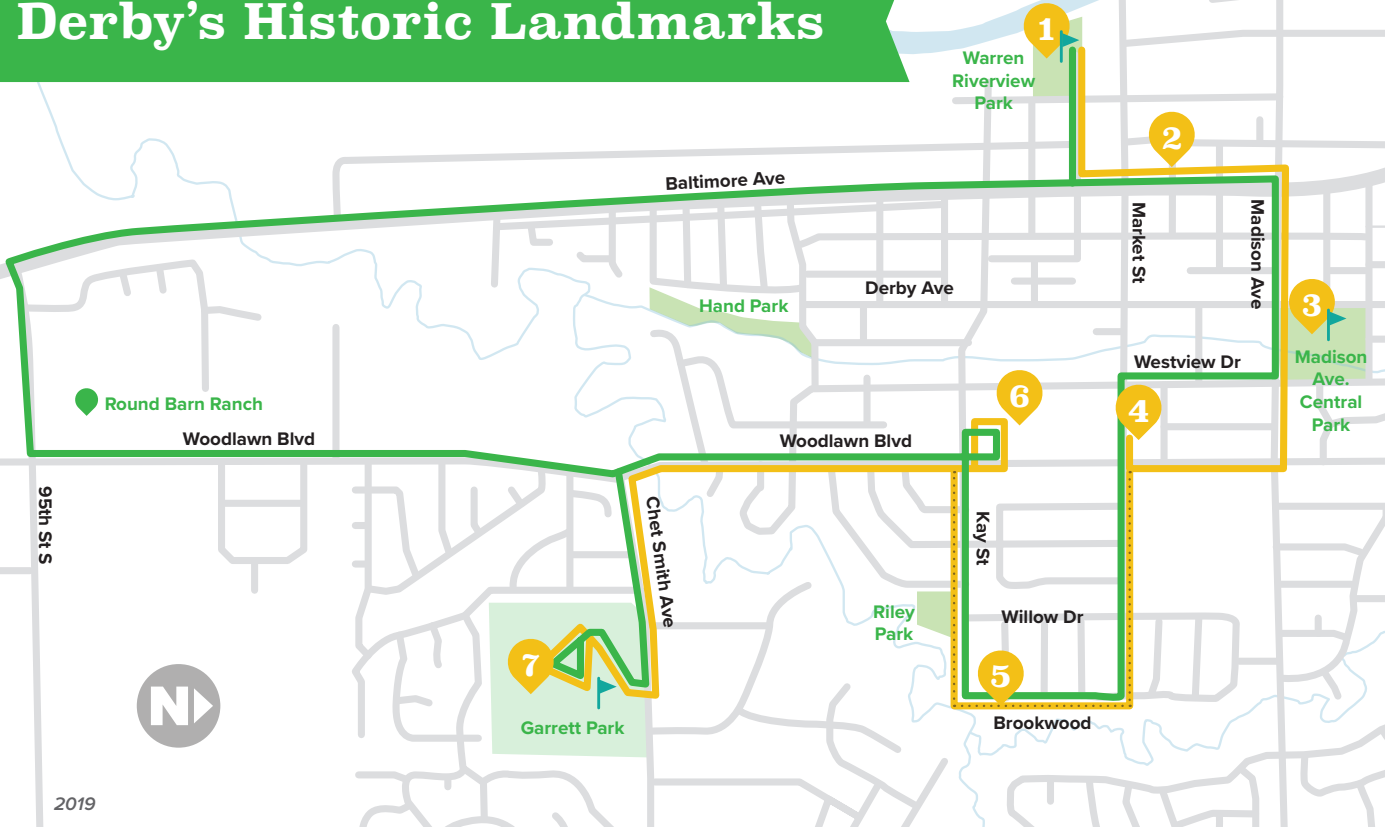 Derby's Historic Landmarks
1
Warren
Riverview
Park
2
Baltimore Ave
Market St
Madison Ave
Derby Ave
Hand Park
3
Madison
Ave.
Central
Park
Westview Dr
6
4
Round Barn Ranch
Woodlawn Blvd
Woodlawn Blvd
95th St S
Chet Smith Ave
Kay St
Riley
Park
Willow Dr
7
5
Garrett Park
Brookwood
N
2019